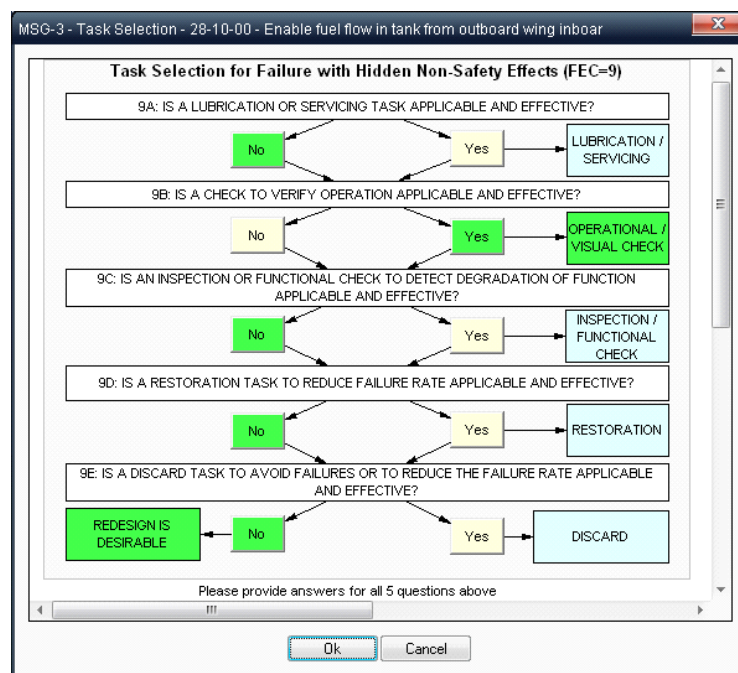 MSG-3 - Task Selection - 28-10-00 - Enable fuel flow in tank from outboard wing inboar
Task Selection for Failure with Hidden Non-Safety Effects (FEC=9)
9A: IS A LUBRICATION OR SERVICING TASK APPLICABLE AND EFFECTIVE?
No
Yes
LUBRICATION /
SERVICING
9B: IS A CHECK TO VERIFY OPERATION APPLICABLE AND EFFECTIVE?
No
Yes
OPERATIONAL /
VISUAL CHECK
9C: IS AN INSPECTION OR FUNCTIONAL CHECK TO DETECT DEGRADATION OF FUNCTION
APPLICABLE AND EFFECTIVE?
No
Yes
INSPECTION /
FUNCTIONAL
CHECK
9D: IS A RESTORATION TASK TO REDUCE FAILURE RATE APPLICABLE AND EFFECTIVE?
No
Yes
RESTORATION
9E: IS A DISCARD TASK TO AVOID FAILURES OR TO REDUCE THE FAILURE RATE APPLICABLE
AND EFFECTIVE?
REDESIGN IS
DESIRABLE
No
Yes
DISCARD
Please provide answers for all 5 questions above
Ok
Cancel